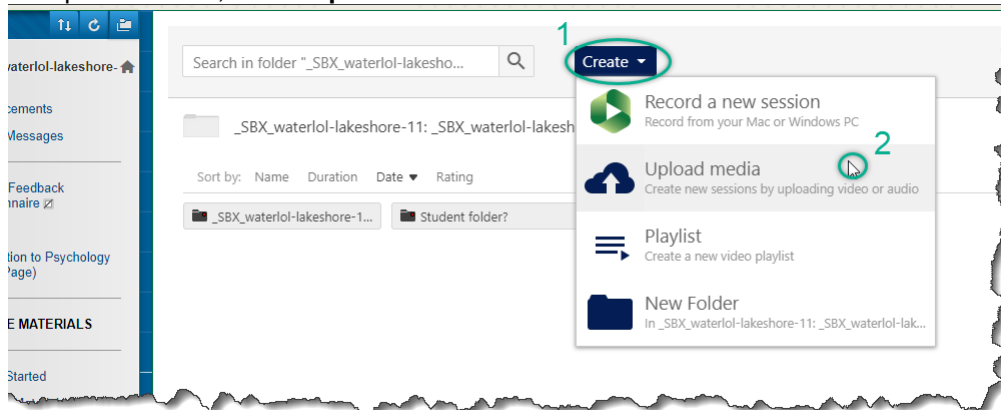 1
vaterlol-lakeshore-
Search in folder "_SBX_waterlol-lakesho...
Create
cements
Messages
_SBX_waterlol-lakeshore-11: _SBX_waterlol-lakesh
Record a new session
Record from your Mac or Windows PC
2
Upload media
Create new sessions by uploading video or audio
Feedback
nnaire
Sort by: Name Duration Date Rating
_SBX_waterlol-lakeshore-1...
Student folder?
Playlist
Create a new video playlist
tion to Psychology
Page)
New Folder
In _SBX_waterlol-lakeshore-11: _SBX_waterlol-lak...
E MATERIALS
Started